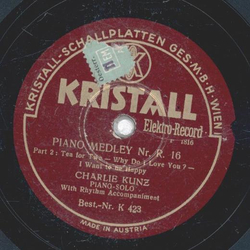 KRISTALL-SCHALLPLATTEN GES·M·B·H·WIEN
KRISTALL
Elektro-Record
1816
PIANO MEDLEY Nr. R. 16
Part 2: Tea for Two — Why Do I Love You? —
I Want to be Happy
CHARLIE KUNZ
PIANO-SOLO
With Rhythm Accompaniment
Best.-Nr. K 423
MADE IN AUSTRIA